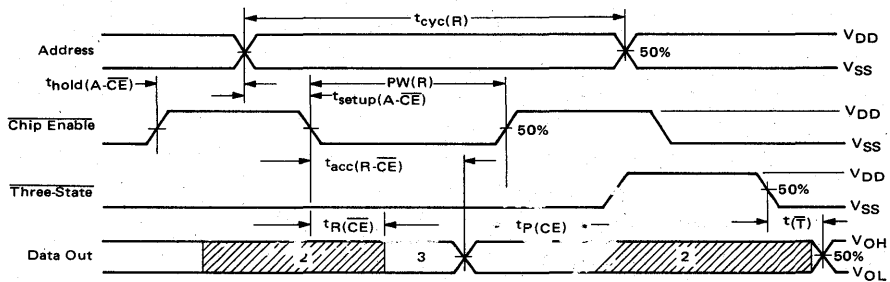 tcyc(R)
Address
VDD
50%
VSS
thold(A-CE)
PW(R)
tsetup(A-CE)
Chip Enable
VDD
50%
VSS
tacc(R-CE)
Three-State
VDD
50%
VSS
tR(CE)
tP(CE)
t(T)
Data Out
2
3
2
VOH
50%
VOL